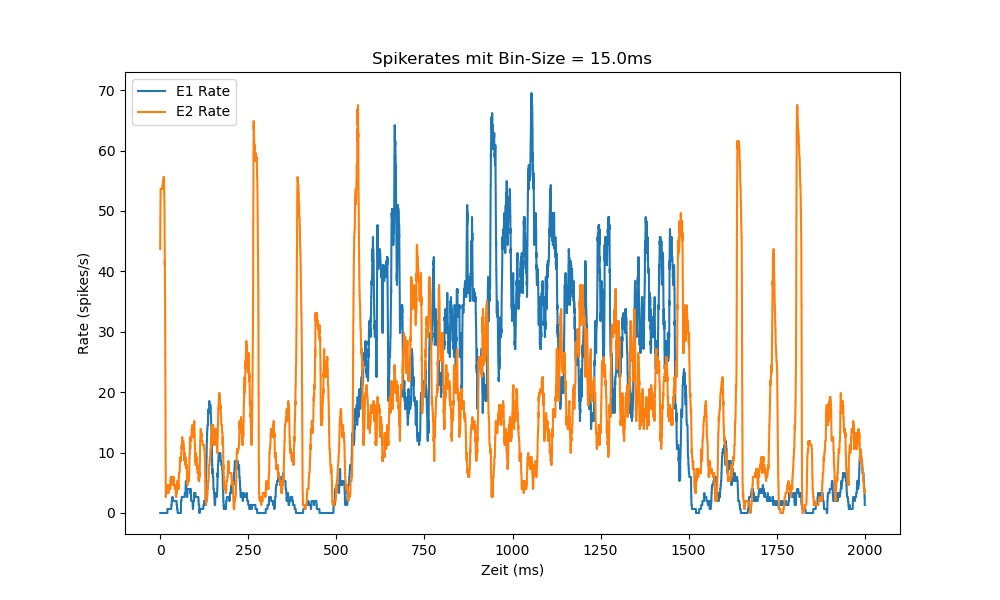 Spikerates mit Bin-Size = 15.0ms
E1 Rate
E2 Rate
Rate (spikes/s)
70
60
50
40
30
20
10
0
0 250 500 750 1000 1250 1500 1750 2000
Zeit (ms)